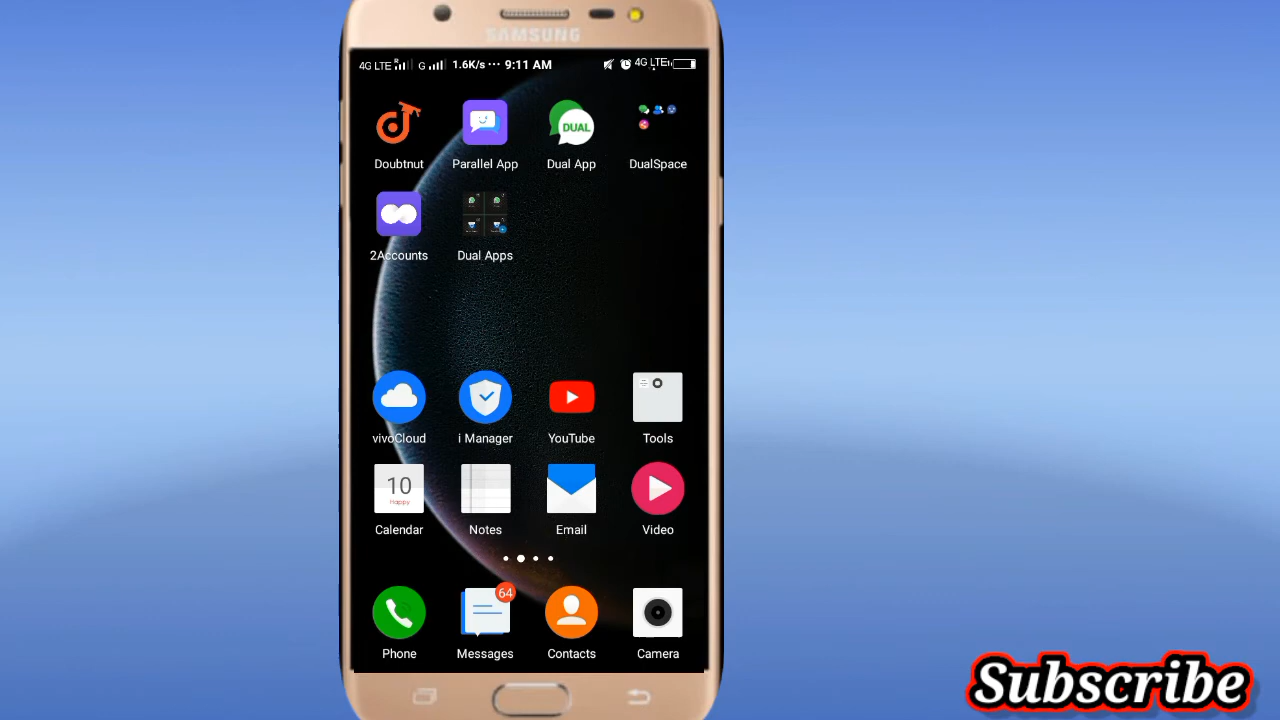 SAMSUNG
4G LTE R G 1.6K/s ··· 9:11 AM 4G LTE
DUAL
Doubtnut Parallel App Dual App DualSpace
2Accounts Dual Apps
vivoCloud i Manager YouTube Tools
10
Happy
Calendar Notes Email Video
64
Phone Messages Contacts Camera
Subscribe